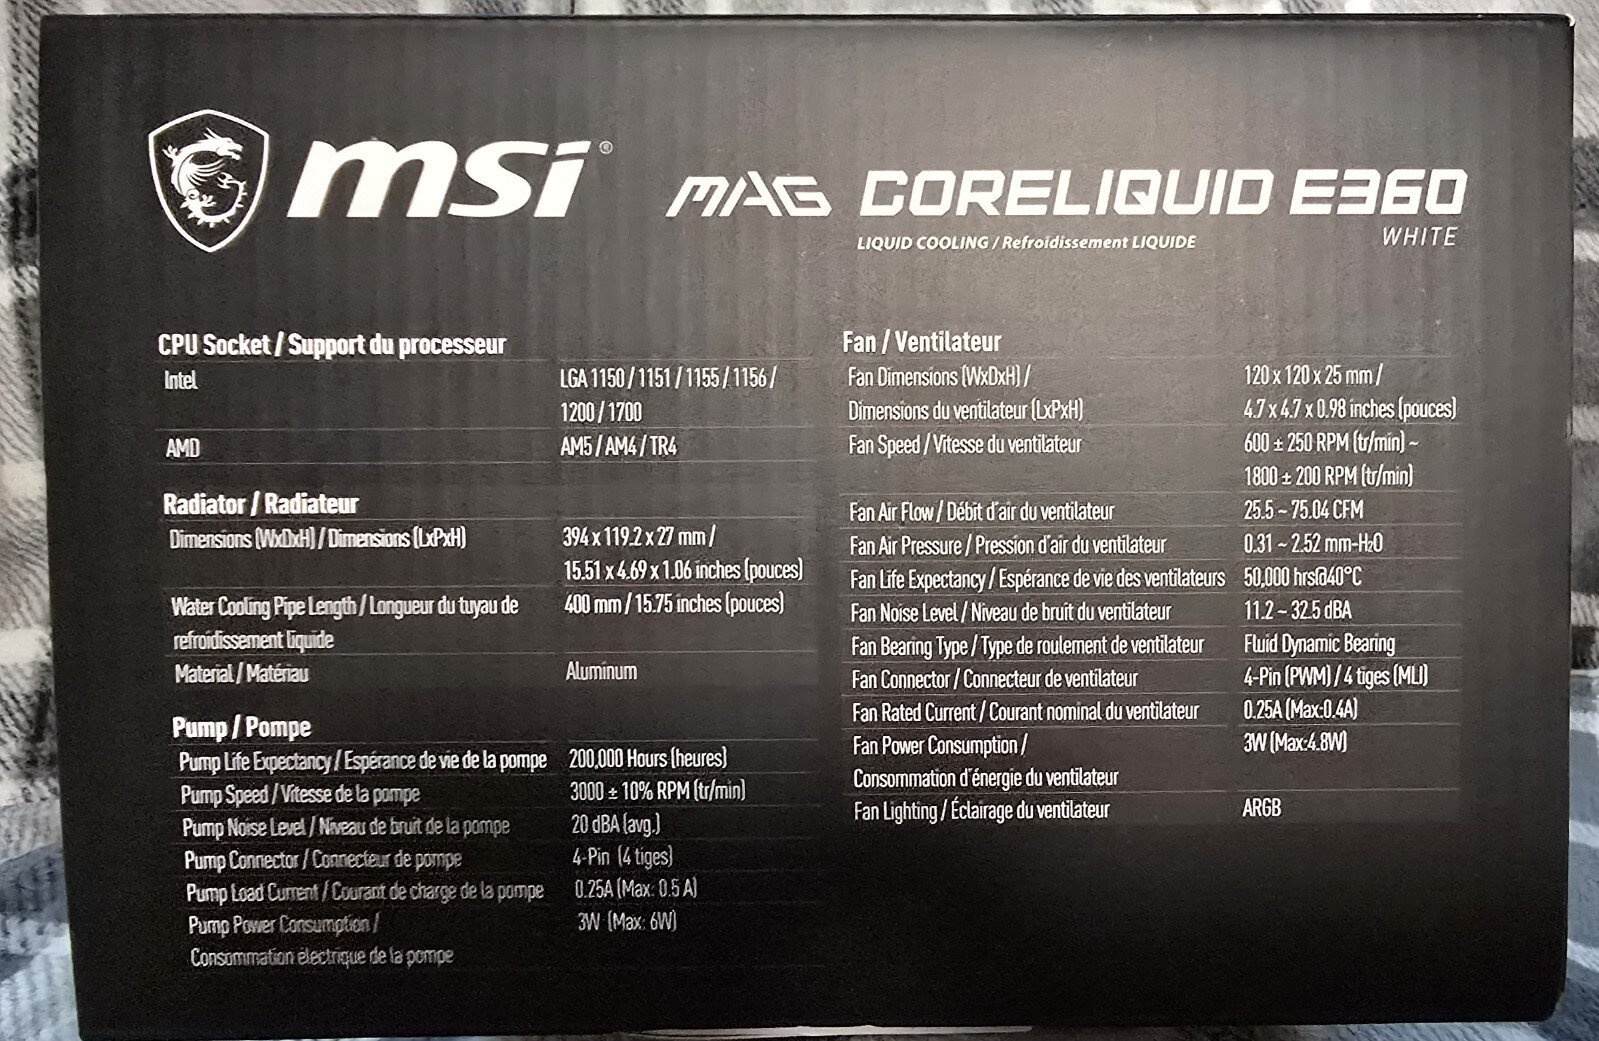 msi®
MAG CORELIQUID E360
LIQUID COOLING / Refroidissement LIQUIDE
WHITE
CPU Socket / Support du processeur
Intel LGA 1150 / 1151 / 1155 / 1156 /
1200 / 1700
AMD AM5 / AM4 / TR4
Radiator / Radiateur
Dimensions (WxDxH) / Dimensions (LxPxH) 394 x 119.2 x 27 mm /
15.51 x 4.69 x 1.06 inches (pouces)
Water Cooling Pipe Length / Longueur du tuyau de 400 mm / 15.75 inches (pouces)
refroidissement liquide
Material / Matériau Aluminum
Pump / Pompe
Pump Life Expectancy / Espérance de vie de la pompe 200,000 Hours (heures)
Pump Speed / Vitesse de la pompe 3000 ± 10% RPM (tr/min)
Pump Noise Level / Niveau de bruit de la pompe 20 dBA (avg.)
Pump Connector / Connecteur de pompe 4-Pin (4 tiges)
Pump Load Current / Courant de charge de la pompe 0.25A (Max: 0.5 A)
Pump Power Consumption / 3W (Max: 6W)
Consommation électrique de la pompe
Fan / Ventilateur
Fan Dimensions (WxDxH) / 120 x 120 x 25 mm /
Dimensions du ventilateur (LxPxH) 4.7 x 4.7 x 0.98 inches (pouces)
Fan Speed / Vitesse du ventilateur 600 ± 250 RPM (tr/min) ~
1800 ± 200 RPM (tr/min)
Fan Air Flow / Débit d'air du ventilateur 25.5 ~ 75.04 CFM
Fan Air Pressure / Pression d'air du ventilateur 0.31 ~ 2.52 mm-H₂O
Fan Life Expectancy / Espérance de vie des ventilateurs 50,000 hrs@40°C
Fan Noise Level / Niveau de bruit du ventilateur 11.2 ~ 32.5 dBA
Fan Bearing Type / Type de roulement de ventilateur Fluid Dynamic Bearing
Fan Connector / Connecteur de ventilateur 4-Pin (PWM) / 4 tiges (MLI)
Fan Rated Current / Courant nominal du ventilateur 0.25A (Max:0.4A)
Fan Power Consumption / 3W (Max:4.8W)
Consommation d'énergie du ventilateur
Fan Lighting / Éclairage du ventilateur ARGB